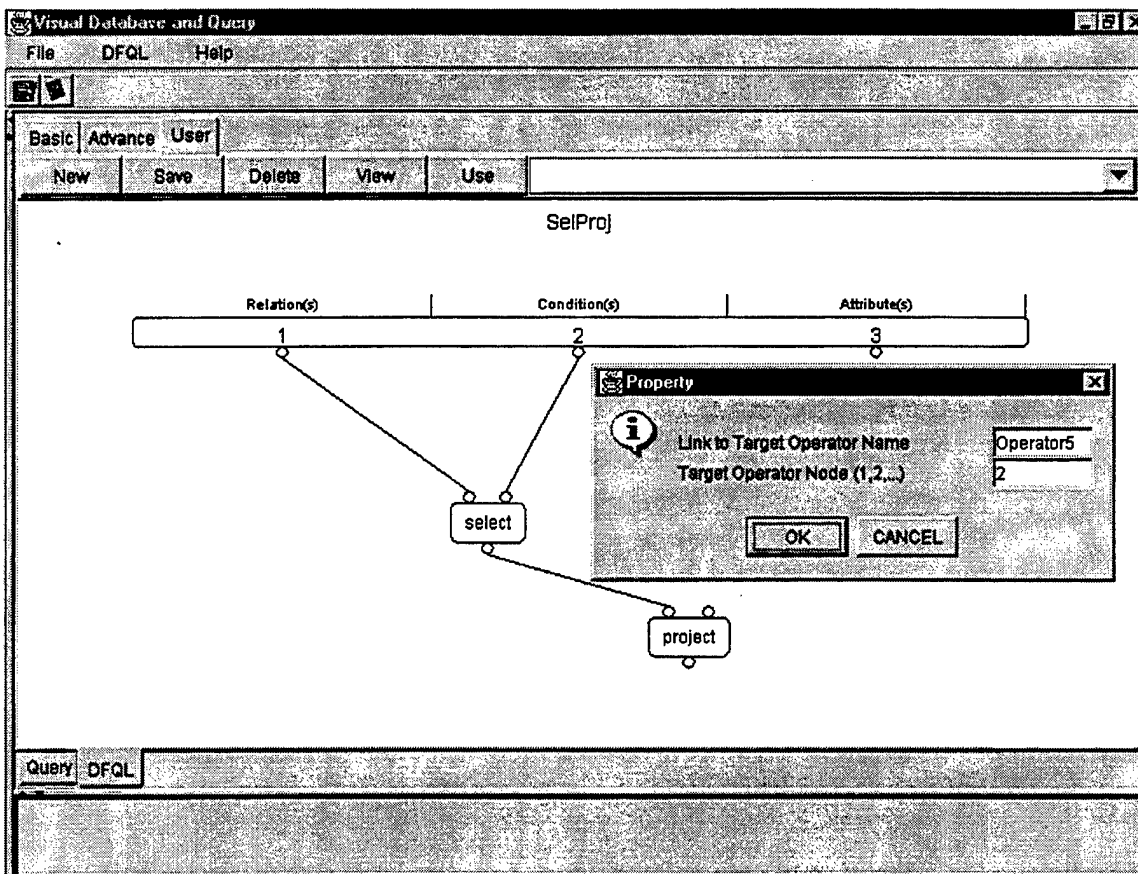 Visual Database and Query
File DFQL Help
Basic Advance User
New Save Delete View Use
SelProj
Relation(s) Condition(s) Attribute(s)
1 2 3
Property
Link to Target Operator Name Operator5
Target Operator Node (1,2,...) 2
OK CANCEL
select
project
Query DFQL